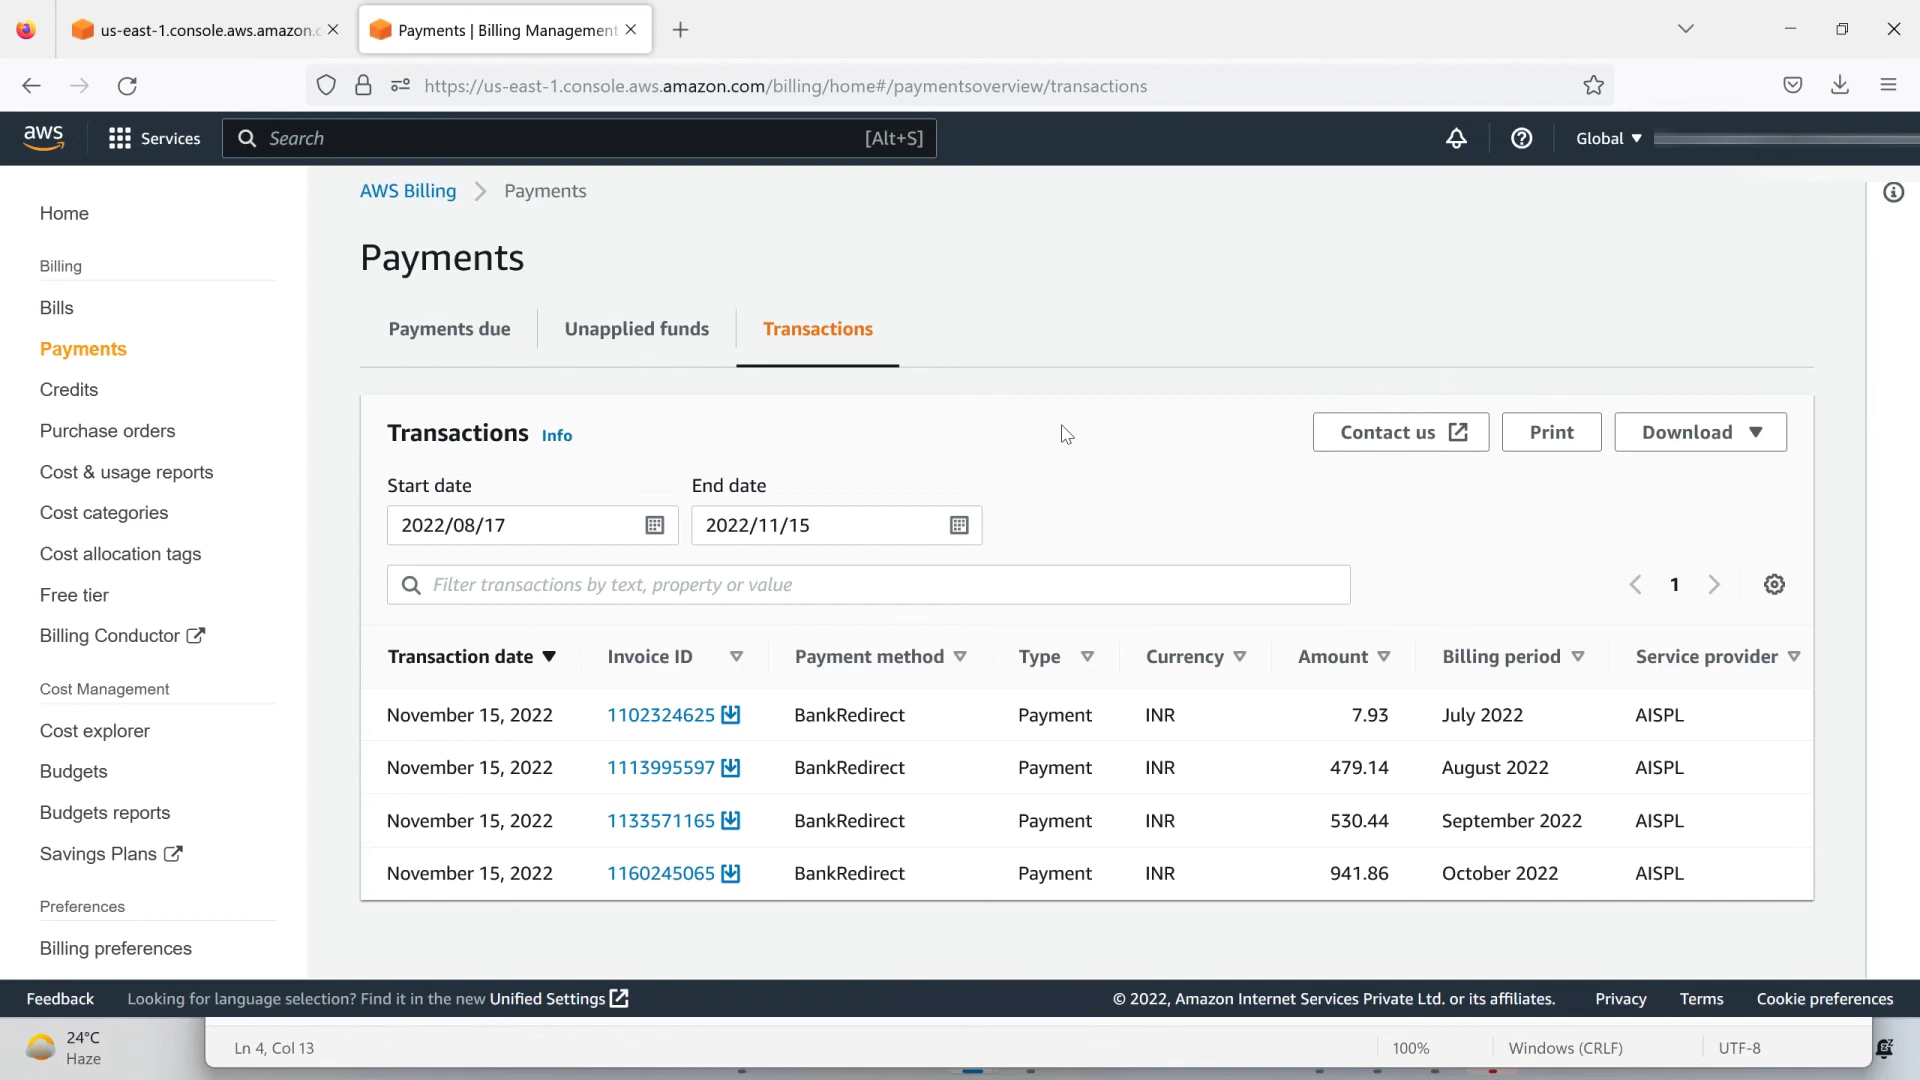 us-east-1.console.aws.amazon.c
Payments | Billing Management
https://us-east-1.console.aws.amazon.com/billing/home#/paymentsoverview/transactions
aws
Services
Search
[Alt+S]
Global
AWS Billing
Payments
Home
Billing
Bills
Payments
Credits
Purchase orders
Cost & usage reports
Cost categories
Cost allocation tags
Free tier
Billing Conductor
Cost Management
Cost explorer
Budgets
Budgets reports
Savings Plans
Preferences
Billing preferences
Payments
Payments due
Unapplied funds
Transactions
Transactions Info
Contact us
Print
Download
Start date
End date
2022/08/17
2022/11/15
Filter transactions by text, property or value
1
Transaction date Invoice ID Payment method Type Currency Amount Billing period Service provider
November 15, 2022 1102324625 BankRedirect Payment INR 7.93 July 2022 AISPL
November 15, 2022 1113995597 BankRedirect Payment INR 479.14 August 2022 AISPL
November 15, 2022 1133571165 BankRedirect Payment INR 530.44 September 2022 AISPL
November 15, 2022 1160245065 BankRedirect Payment INR 941.86 October 2022 AISPL
Feedback
Looking for language selection? Find it in the new Unified Settings
© 2022, Amazon Internet Services Private Ltd. or its affiliates.
Privacy
Terms
Cookie preferences
24°C
Haze
Ln 4, Col 13
100%
Windows (CRLF)
UTF-8